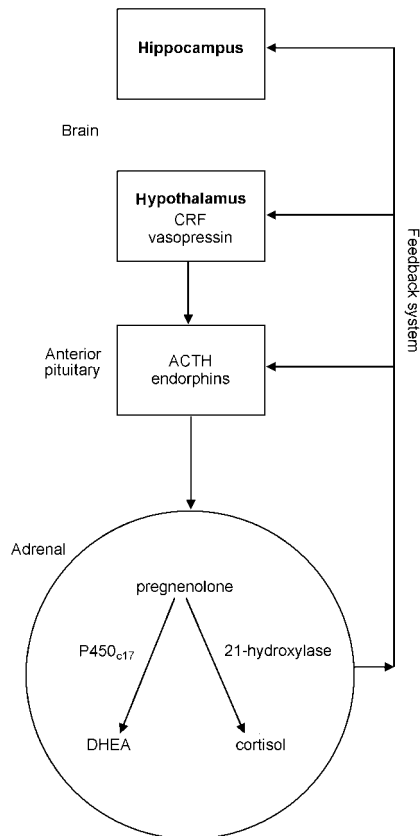 Hippocampus
Brain
Hypothalamus
CRF
vasopressin
Feedback system
Anterior
pituitary
ACTH
endorphins
Adrenal
pregnenolone
P450c17
21-hydroxylase
DHEA
cortisol